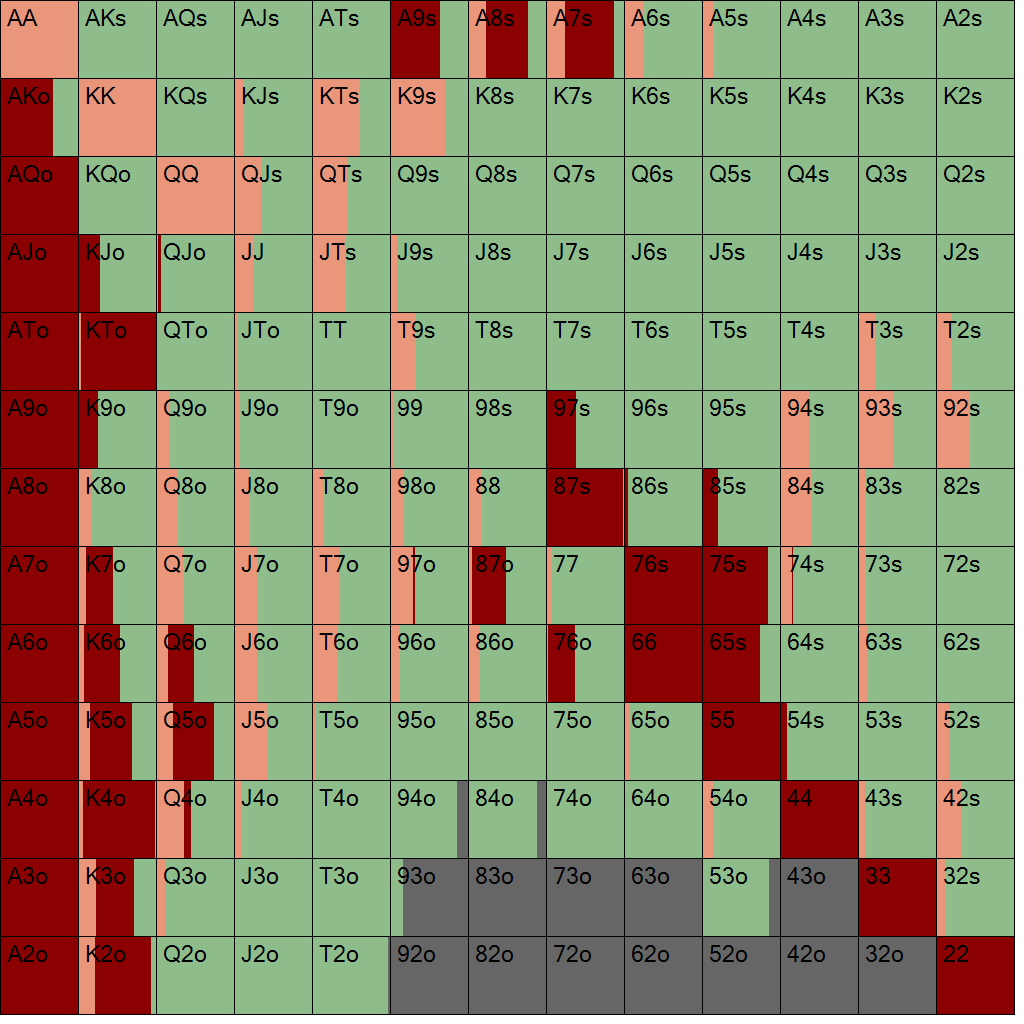 AA AKs AQs AJs ATs A9s A8s A7s A6s A5s A4s A3s A2s
AKo KK KQs KJs KTs K9s K8s K7s K6s K5s K4s K3s K2s
AQo KQo QQ QJs QTs Q9s Q8s Q7s Q6s Q5s Q4s Q3s Q2s
AJo KJo QJo JJ JTs J9s J8s J7s J6s J5s J4s J3s J2s
ATo KTo QTo JTo TT T9s T8s T7s T6s T5s T4s T3s T2s
A9o K9o Q9o J9o T9o 99 98s 97s 96s 95s 94s 93s 92s
A8o K8o Q8o J8o T8o 98o 88 87s 86s 85s 84s 83s 82s
A7o K7o Q7o J7o T7o 97o 87o 77 76s 75s 74s 73s 72s
A6o K6o Q6o J6o T6o 96o 86o 76o 66 65s 64s 63s 62s
A5o K5o Q5o J5o T5o 95o 85o 75o 65o 55 54s 53s 52s
A4o K4o Q4o J4o T4o 94o 84o 74o 64o 54o 44 43s 42s
A3o K3o Q3o J3o T3o 93o 83o 73o 63o 53o 43o 33 32s
A2o K2o Q2o J2o T2o 92o 82o 72o 62o 52o 42o 32o 22